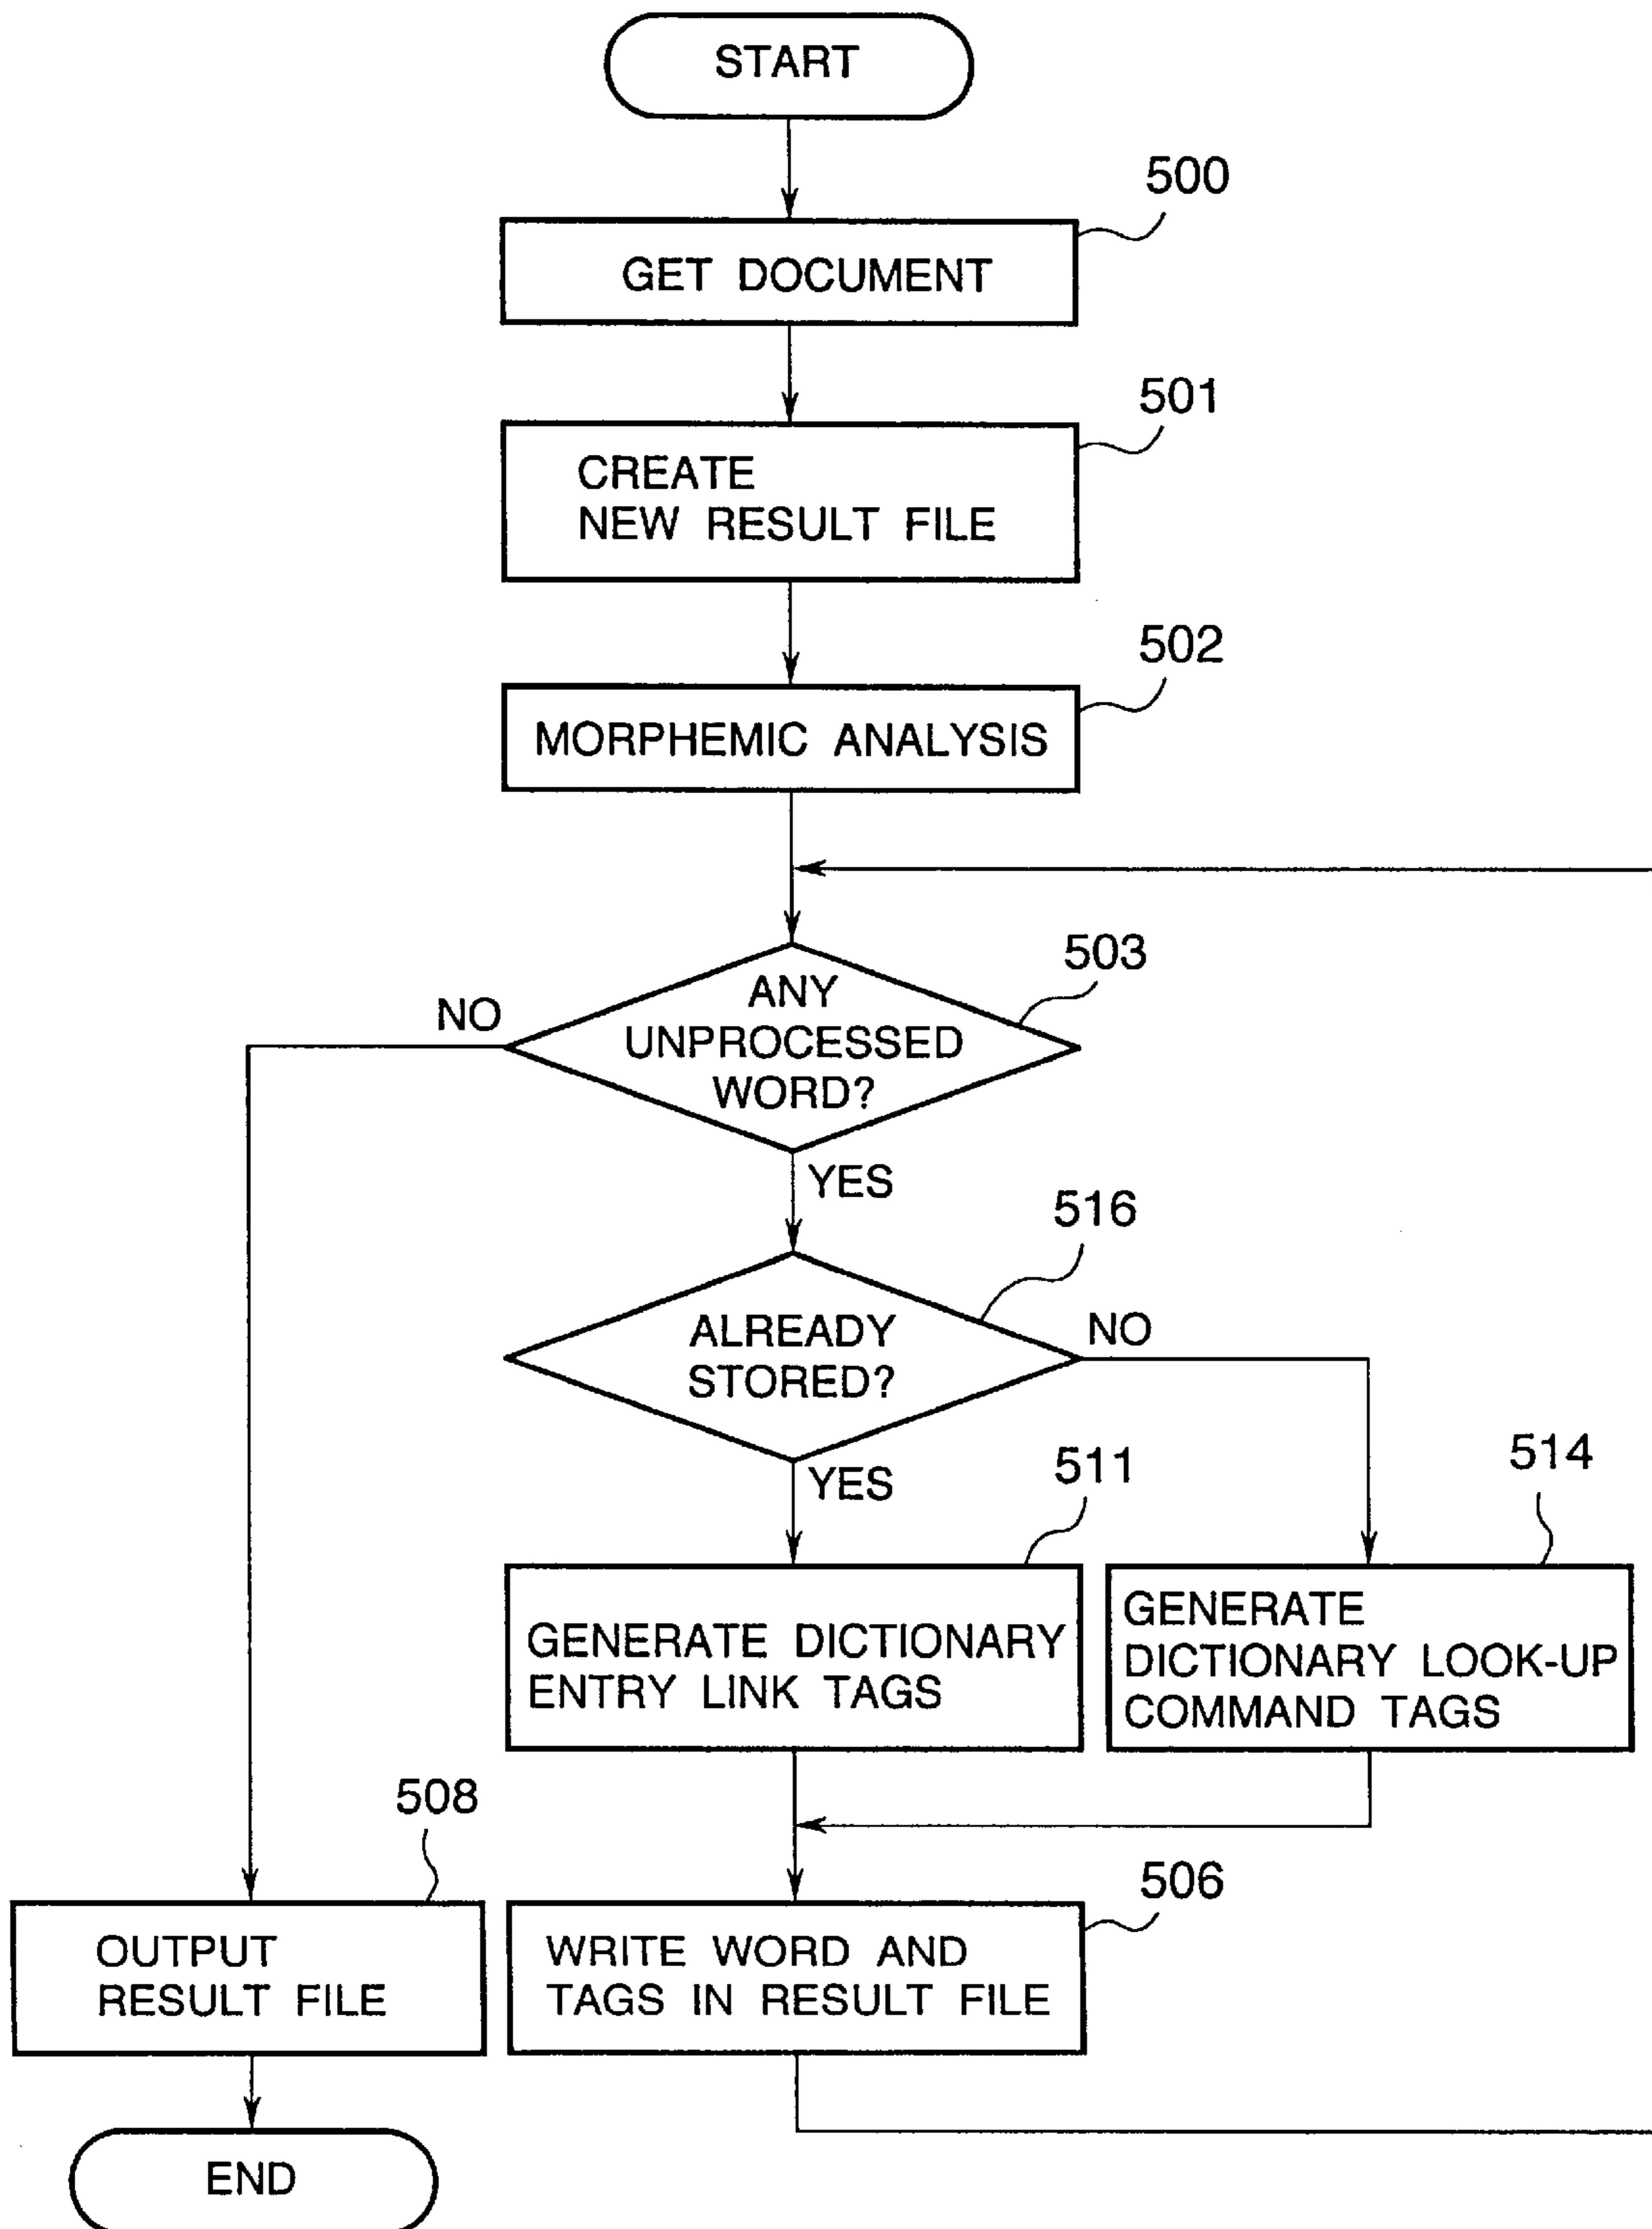 START
500
GET DOCUMENT
501
CREATE
NEW RESULT FILE
502
MORPHEMIC ANALYSIS
503
NO
ANY
UNPROCESSED
WORD?
YES
516
ALREADY
STORED?
NO
YES
511
514
GENERATE DICTIONARY
ENTRY LINK TAGS
GENERATE
DICTIONARY LOOK-UP
COMMAND TAGS
508
506
OUTPUT
RESULT FILE
WRITE WORD AND
TAGS IN RESULT FILE
END